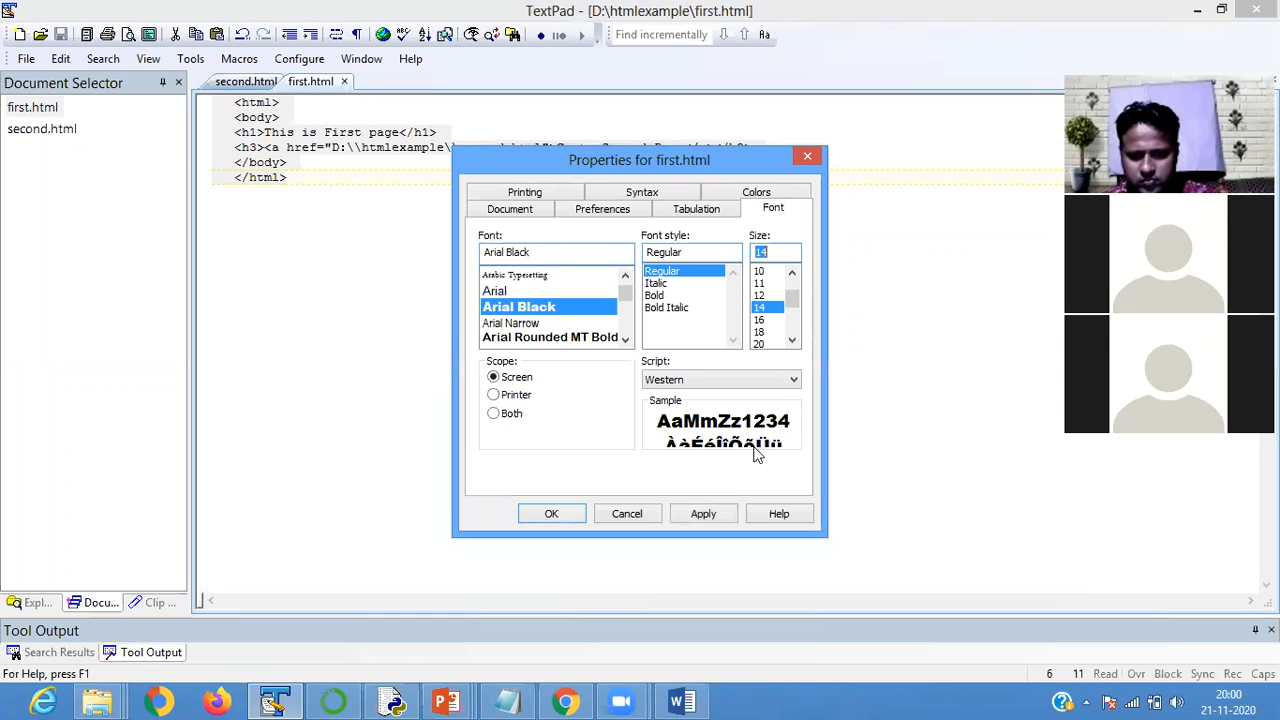 TextPad - [D:\htmlexample\first.html]
Find incrementally
File Edit Search View Tools Macros Configure Window Help
Document Selector
second.html first.html
first.html
second.html
<html>
<body>
<h1>This is First page</h1>
<h3><a href="D:\\htmlexample\
</body>
</html>
Properties for first.html
Printing Syntax Colors
Document Preferences Tabulation Font
Font: Font style: Size:
Arial Black Regular 14
Arabic Typesetting
Arial
Arial Black
Arial Narrow
Arial Rounded MT Bold
Regular
Italic
Bold
Bold Italic
10
11
12
14
16
18
20
Scope:
Screen
Printer
Both
Script:
Western
Sample
AaMmZz1234
OK Cancel Apply Help
Expl... Docu... Clip ...
Tool Output
Search Results Tool Output
For Help, press F1
6 11 Read Ovr Block Sync Rec Caps
20:00
21-11-2020